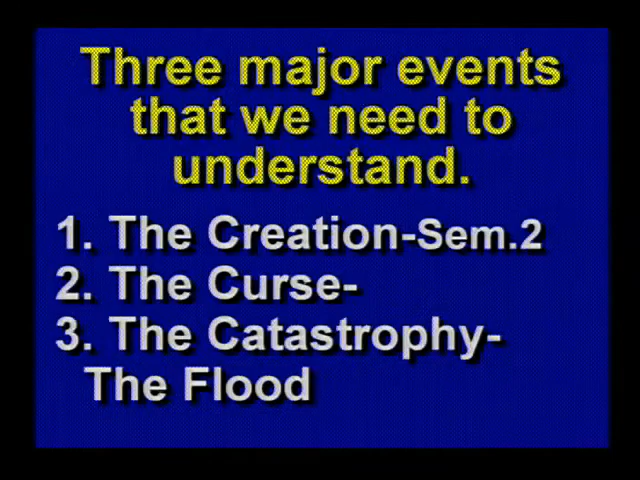 Three major events
that we need to
understand.
1. The Creation-Sem.2
2. The Curse-
3. The Catastrophy-
The Flood